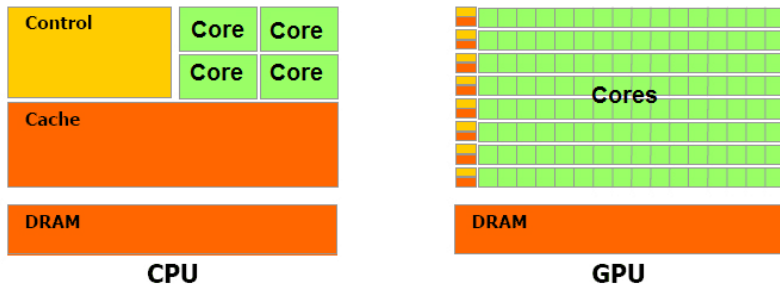 Control
Core
Core
Core
Core
Cache
DRAM
CPU
Cores
DRAM
GPU